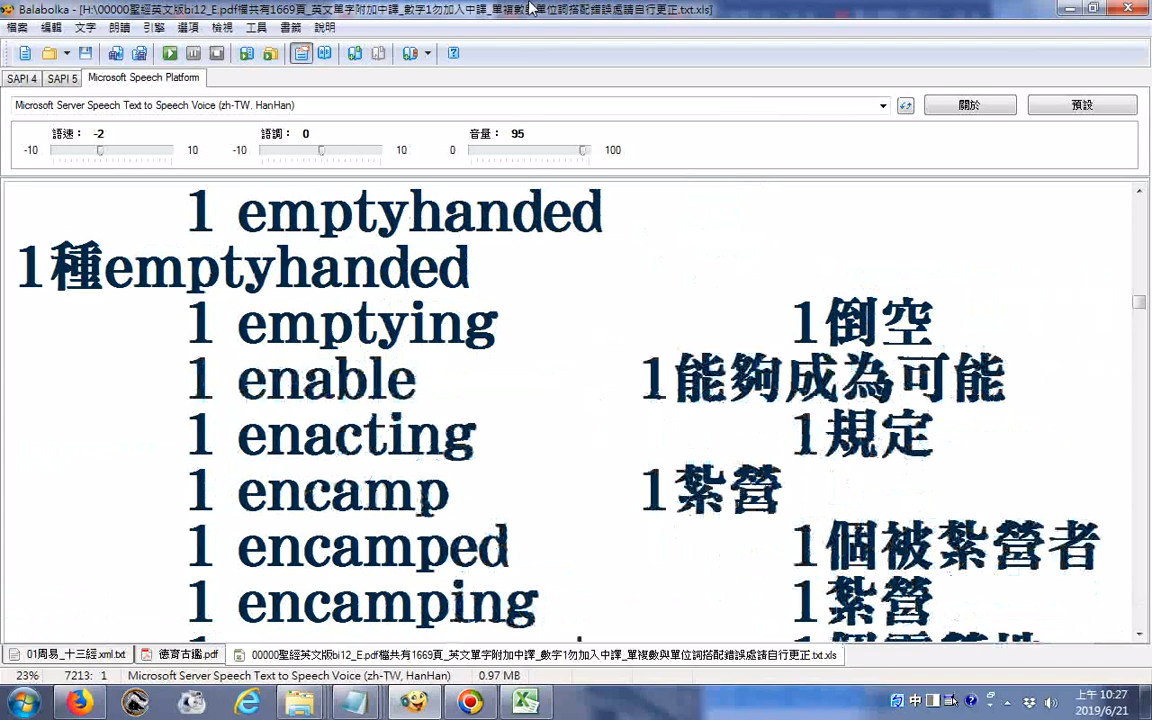 Balabolka - [H:\00000聖經英文版bi12_E.pdf檔共有1669頁_英文單字附加中譯_數字1勿加入中譯_單複數與單位詞搭配錯誤處請自行更正.txt.xls]
檔案 編輯 文字 朗讀 引擎 選項 檢視 工具 書籤 說明
SAPI 4 SAPI 5 Microsoft Speech Platform
Microsoft Server Speech Text to Speech Voice (zh-TW, HanHan) 關於 預設
語速： -2 語調： 0 音量： 95
-10 10 -10 10 0 100
1 emptyhanded
1種emptyhanded
1 emptying 1倒空
1 enable 1能夠成為可能
1 enacting 1規定
1 encamp 1紮營
1 encamped 1個被紮營者
1 encamping 1紮營
01周易_十三經.xml.txt 德育古鑑.pdf 00000聖經英文版bi12_E.pdf檔共有1669頁_英文單字附加中譯_數字1勿加入中譯_單複數與單位詞搭配錯誤處請自行更正.txt.xls
23% 7213: 1 Microsoft Server Speech Text to Speech Voice (zh-TW, HanHan) 0.97 MB
中 上午 10:27
2019/6/21